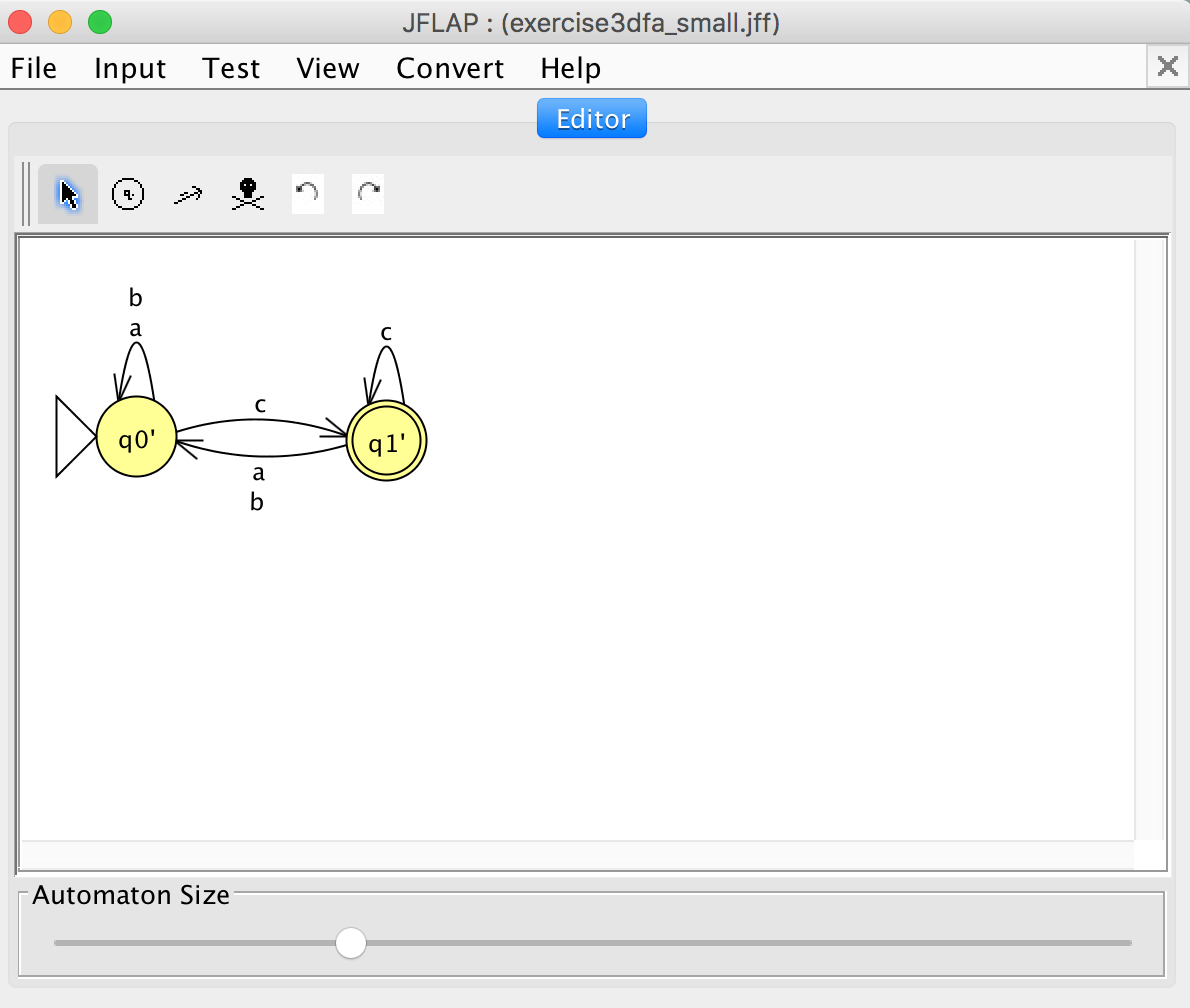 JFLAP : (exercise3dfa_small.jff)
File Input Test View Convert Help
Editor
q
b
a
c
c
q0'
q1'
a
b
Automaton Size